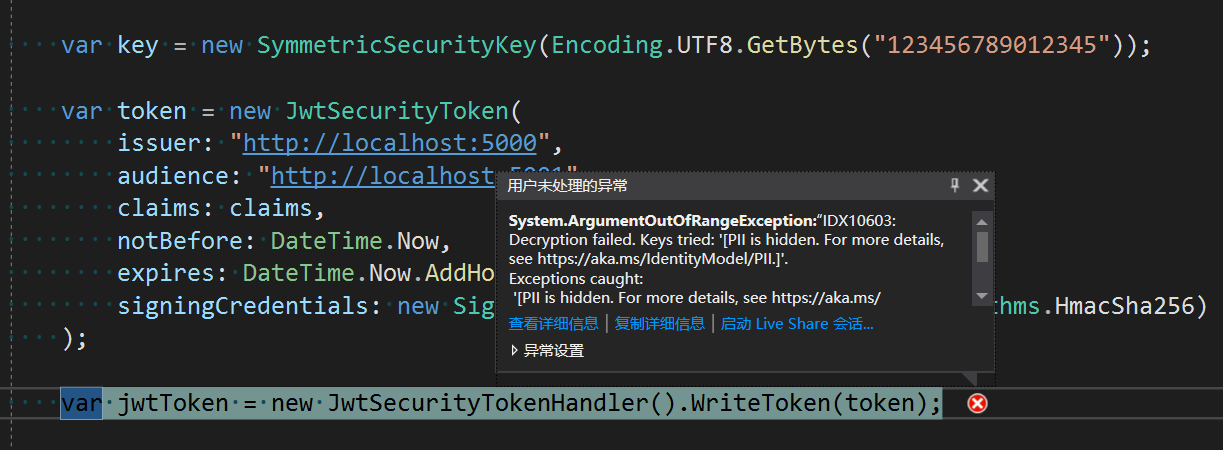 var key = new SymmetricSecurityKey(Encoding.UTF8.GetBytes("123456789012345"));
var token = new JwtSecurityToken(
issuer: "http://localhost:5000",
audience: "http://localhost:
claims: claims,
notBefore: DateTime.Now,
expires: DateTime.Now.AddHo
signingCredentials: new Sig
thms.HmacSha256)
);
用户未处理的异常
System.ArgumentOutOfRangeException:“IDX10603:
Decryption failed. Keys tried: '[PII is hidden. For more details,
see https://aka.ms/IdentityModel/PII.]'.
Exceptions caught:
'[PII is hidden. For more details, see https://aka.ms/
查看详细信息 | 复制详细信息 | 启动 Live Share 会话...
异常设置
var jwtToken = new JwtSecurityTokenHandler().WriteToken(token);